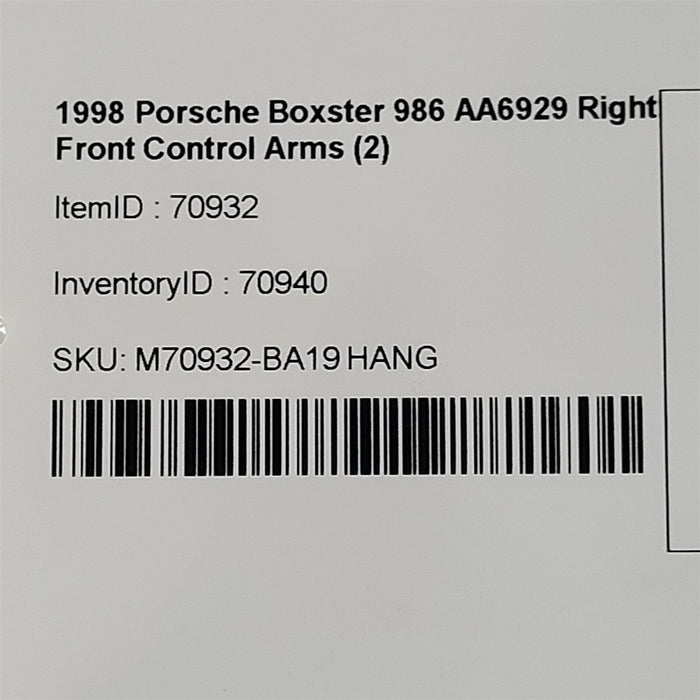 1998 Porsche Boxster 986 AA6929 Right
Front Control Arms (2)
ItemID : 70932
InventoryID : 70940
SKU: M70932-BA19 HANG